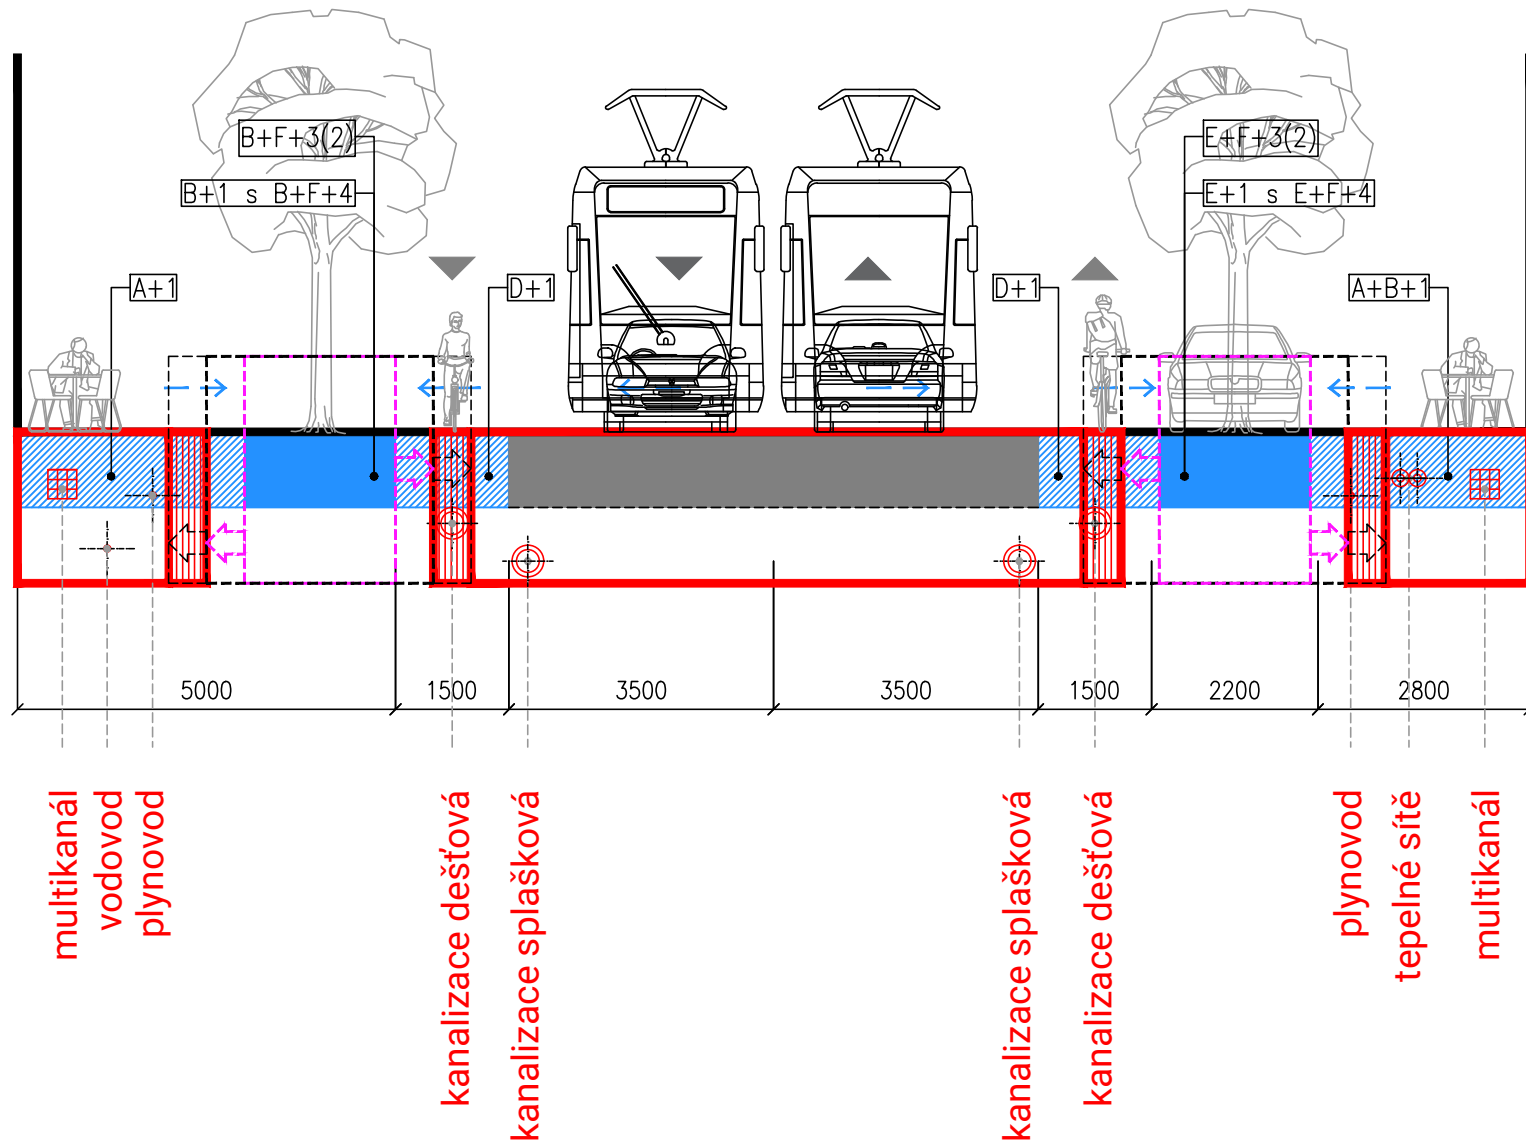 B+F+3(2)
E+F+3(2)
B+1 s B+F+4
E+1 s E+F+4
A+1
D+1
D+1
A+B+1
5000
1500
3500
3500
1500
2200
2800
multikanál
vodovod
plynovod
kanalizace dešťová
kanalizace splašková
kanalizace splašková
kanalizace dešťová
plynovod
tepelné sítě
multikanál